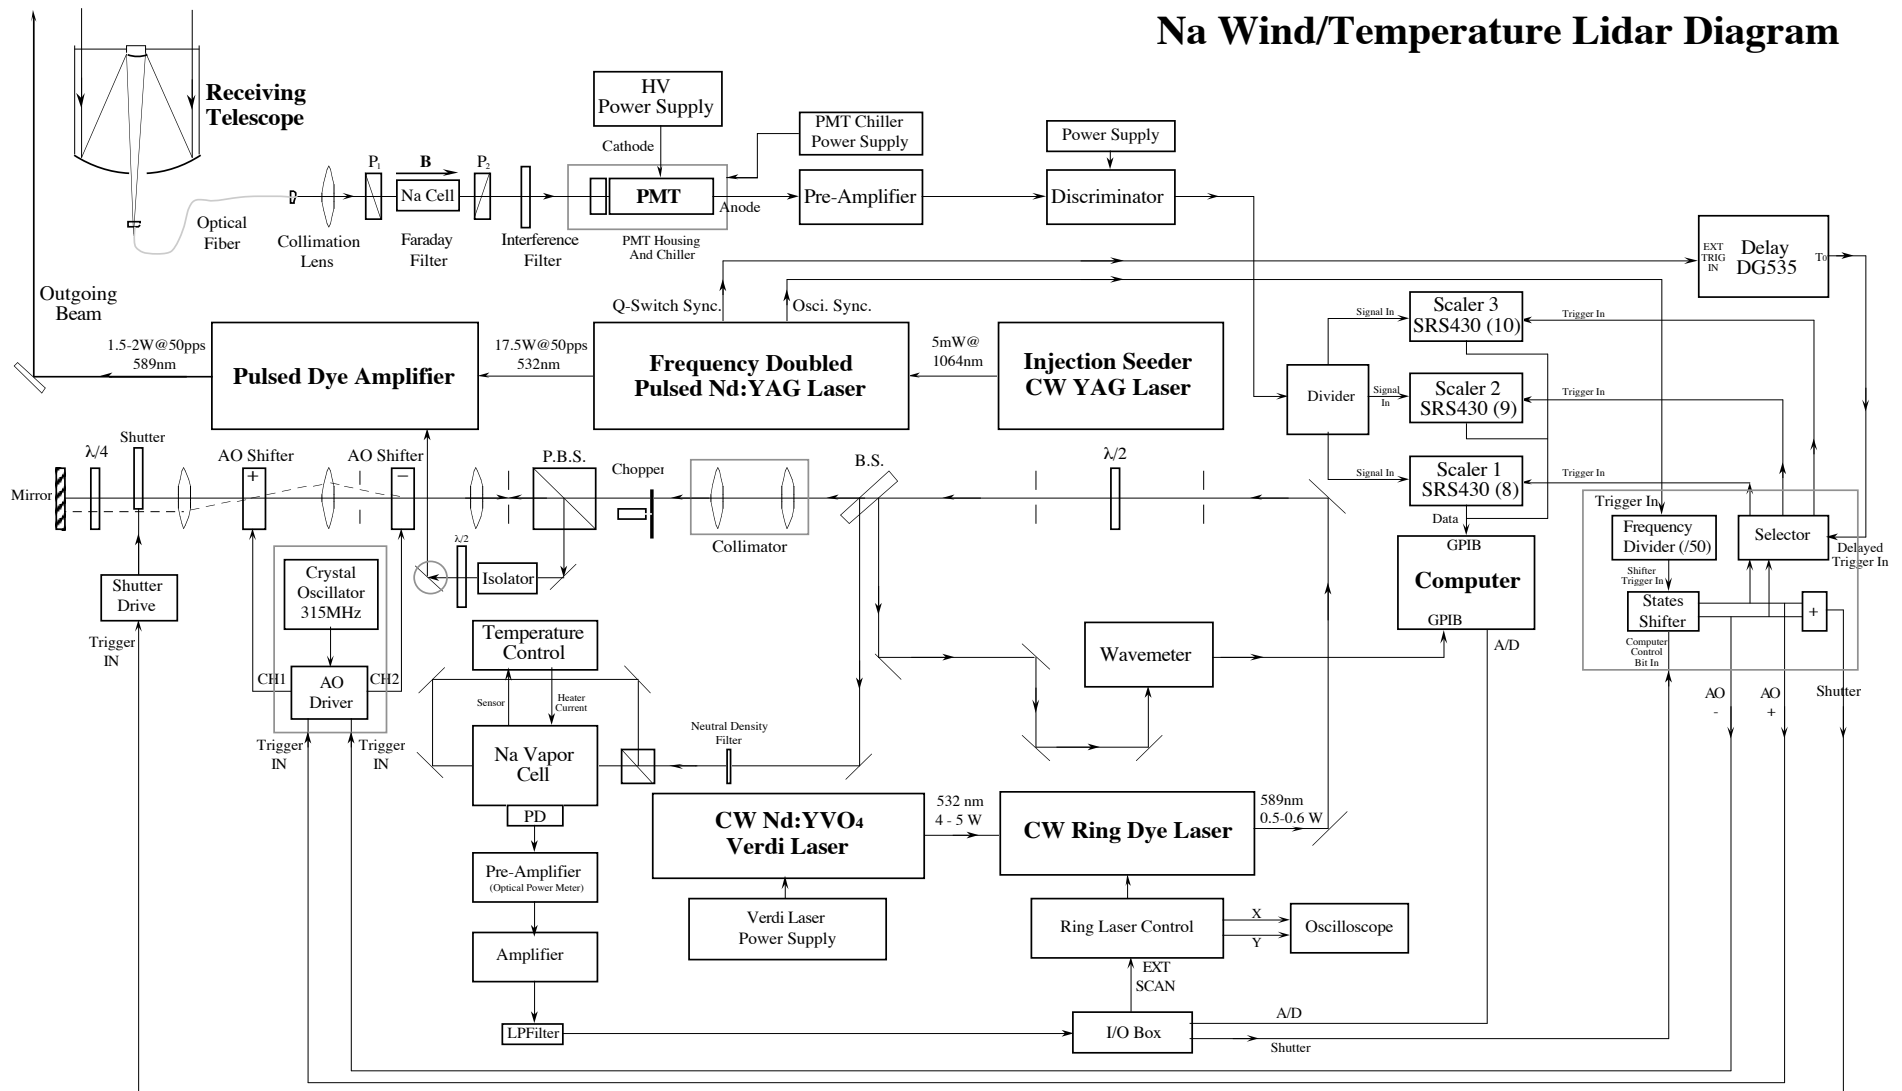 Na Wind/Temperature Lidar Diagram
Receiving
Telescope
HV
Power Supply
PMT Chiller
Power Supply
Power Supply
Cathode
P1
B
P2
Na Cell
PMT
Anode
Pre-Amplifier
Discriminator
Optical
Fiber
Collimation
Lens
Faraday
Filter
Interference
Filter
PMT Housing
And Chiller
EXT
TRIG
IN
Delay
DG535
T0
Outgoing
Beam
Q-Switch Sync.
Osci. Sync.
Scaler 3
SRS430 (10)
Signal In
Trigger In
1.5-2W@50pps
589nm
Pulsed Dye Amplifier
17.5W@50pps
532nm
Frequency Doubled
Pulsed Nd:YAG Laser
5mW@
1064nm
Injection Seeder
CW YAG Laser
Divider
Signal
In
Scaler 2
SRS430 (9)
Trigger In
Signal In
Scaler 1
SRS430 (8)
Trigger In
Shutter
λ/4
AO Shifter
AO Shifter
P.B.S.
Chopper
B.S.
λ/2
Mirror
+
−
Collimator
Data
GPIB
Computer
GPIB
A/D
Trigger In
Frequency
Divider (/50)
Selector
Delayed
Trigger In
Shifter
Trigger In
States
Shifter
+
Computer
Control
Bit In
λ/2
Isolator
Shutter
Drive
Trigger
IN
Crystal
Oscillator
315MHz
CH1
AO
Driver
CH2
Trigger
IN
Trigger
IN
Temperature
Control
Sensor
Heater
Current
Na Vapor
Cell
Neutral Density
Filter
Wavemeter
AO
-
AO
+
Shutter
PD
Pre-Amplifier
(Optical Power Meter)
Amplifier
LPFilter
CW Nd:YVO4
Verdi Laser
532 nm
4 - 5 W
CW Ring Dye Laser
589nm
0.5-0.6 W
Verdi Laser
Power Supply
Ring Laser Control
X
Y
Oscilloscope
EXT
SCAN
I/O Box
A/D
Shutter